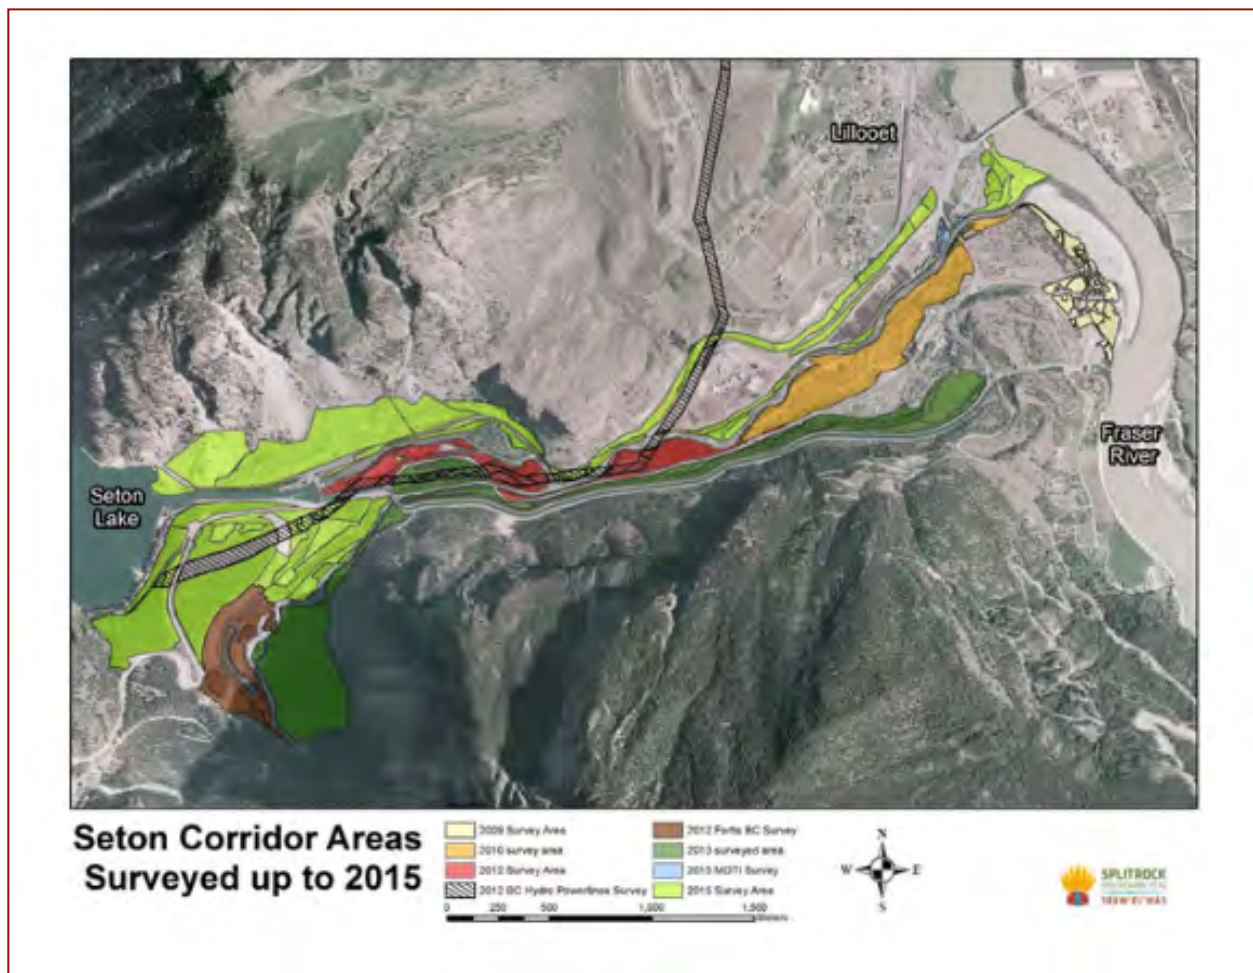 Lillooet
Fraser
River
Seton
Lake
Seton Corridor Areas
Surveyed up to 2015
2009 Survey Area
2010 survey area
2012 Survey Area
2012 BC Hydro Powerlines Survey
2012 Fortis BC Survey
2013 surveyed area
2015 MOTI Survey
2015 Survey Area
0 250 500 1,000 1,500
Meters
N
W E
S
SPLITROCK